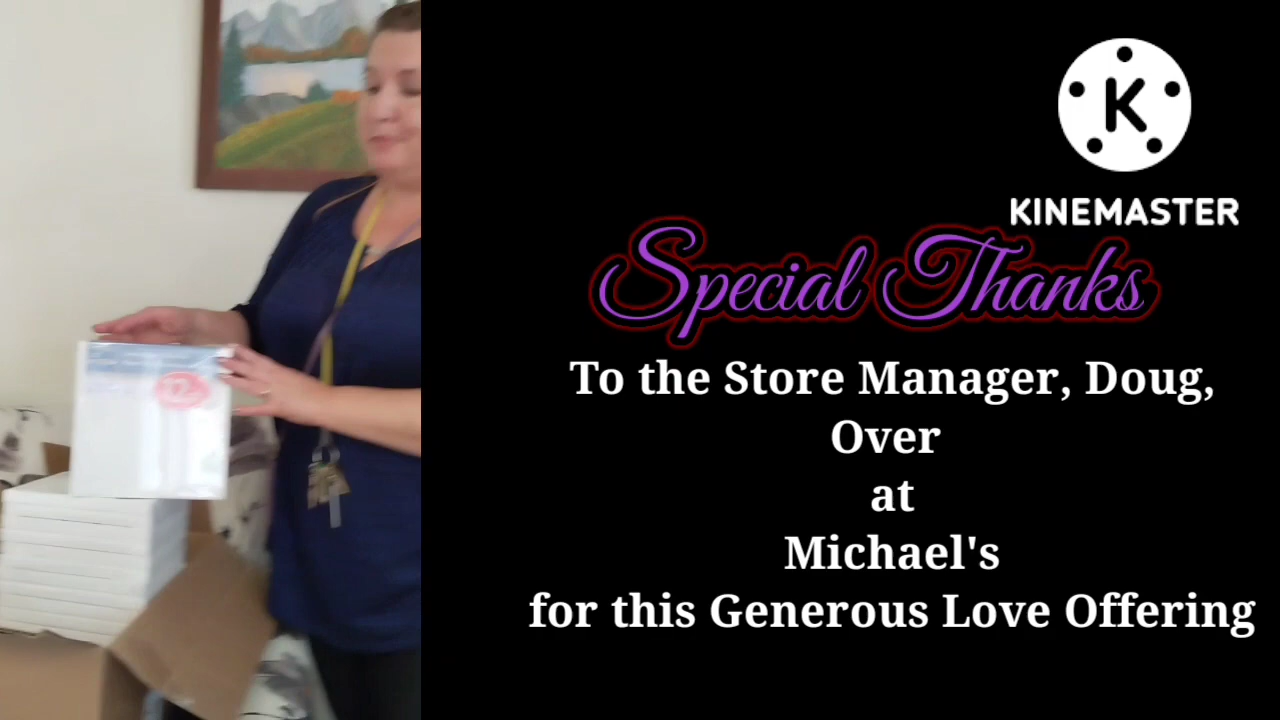 K
KINEMASTER
Special Thanks
To the Store Manager, Doug,
Over
at
Michael's
for this Generous Love Offering